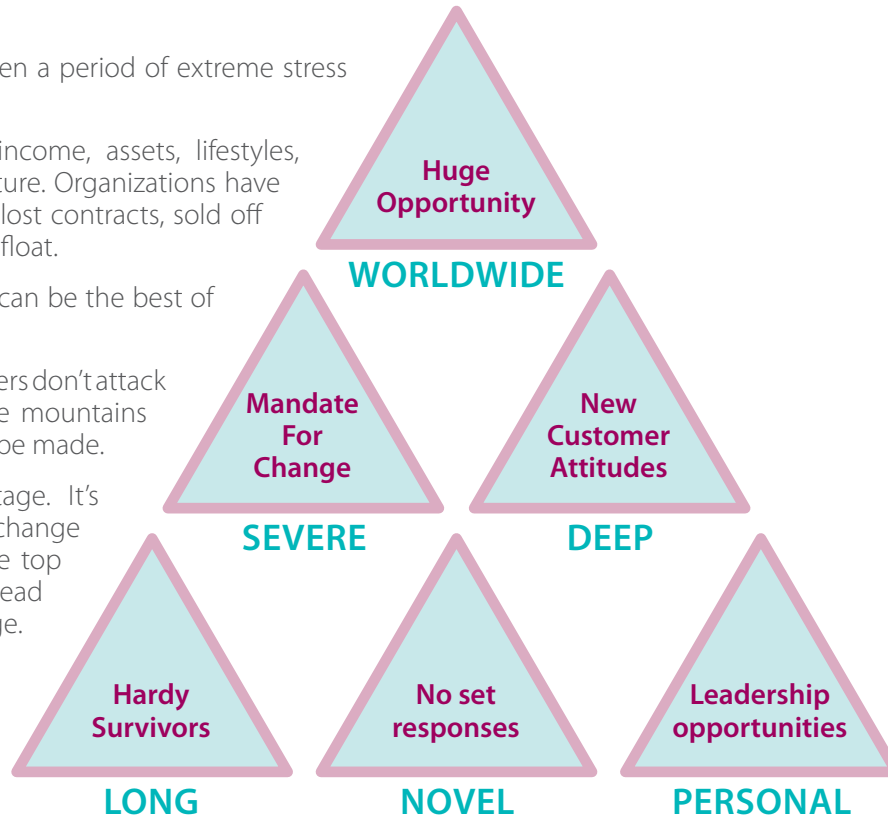 en a period of extreme stress
income, assets, lifestyles,
ture. Organizations have
lost contracts, sold off
float.
can be the best of
ers don't attack
e mountains
be made.
tage. It's
change
e top
ead
ge.
Huge
Opportunity
WORLDWIDE
Mandate
For
Change
SEVERE
New
Customer
Attitudes
DEEP
Hardy
Survivors
LONG
No set
responses
NOVEL
Leadership
opportunities
PERSONAL